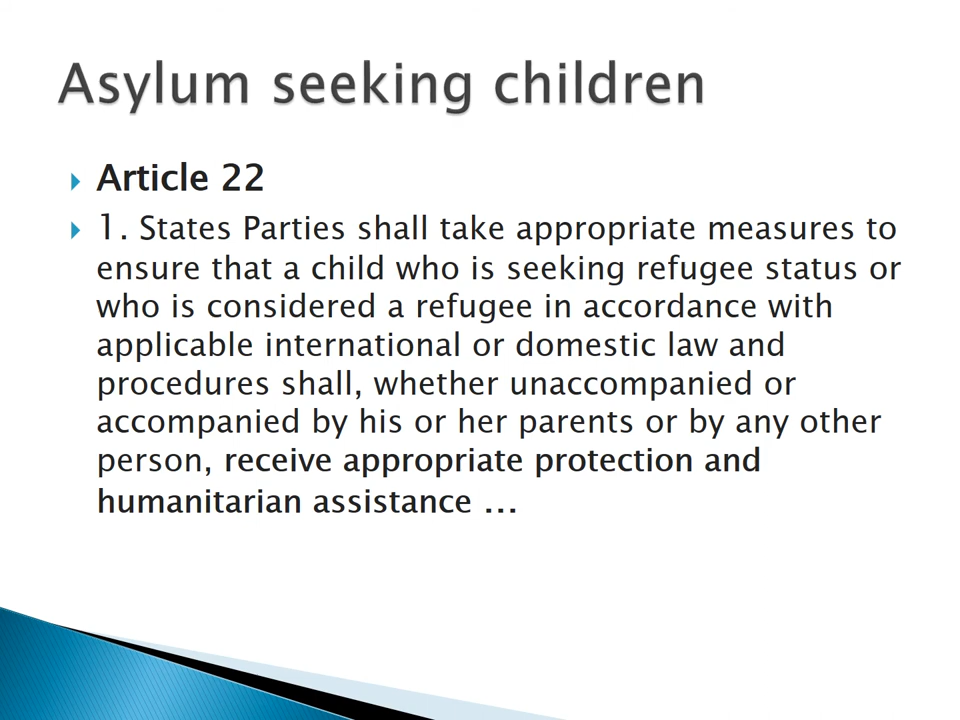 Asylum seeking children
Article 22
1. States Parties shall take appropriate measures to
ensure that a child who is seeking refugee status or
who is considered a refugee in accordance with
applicable international or domestic law and
procedures shall, whether unaccompanied or
accompanied by his or her parents or by any other
person, receive appropriate protection and
humanitarian assistance ...